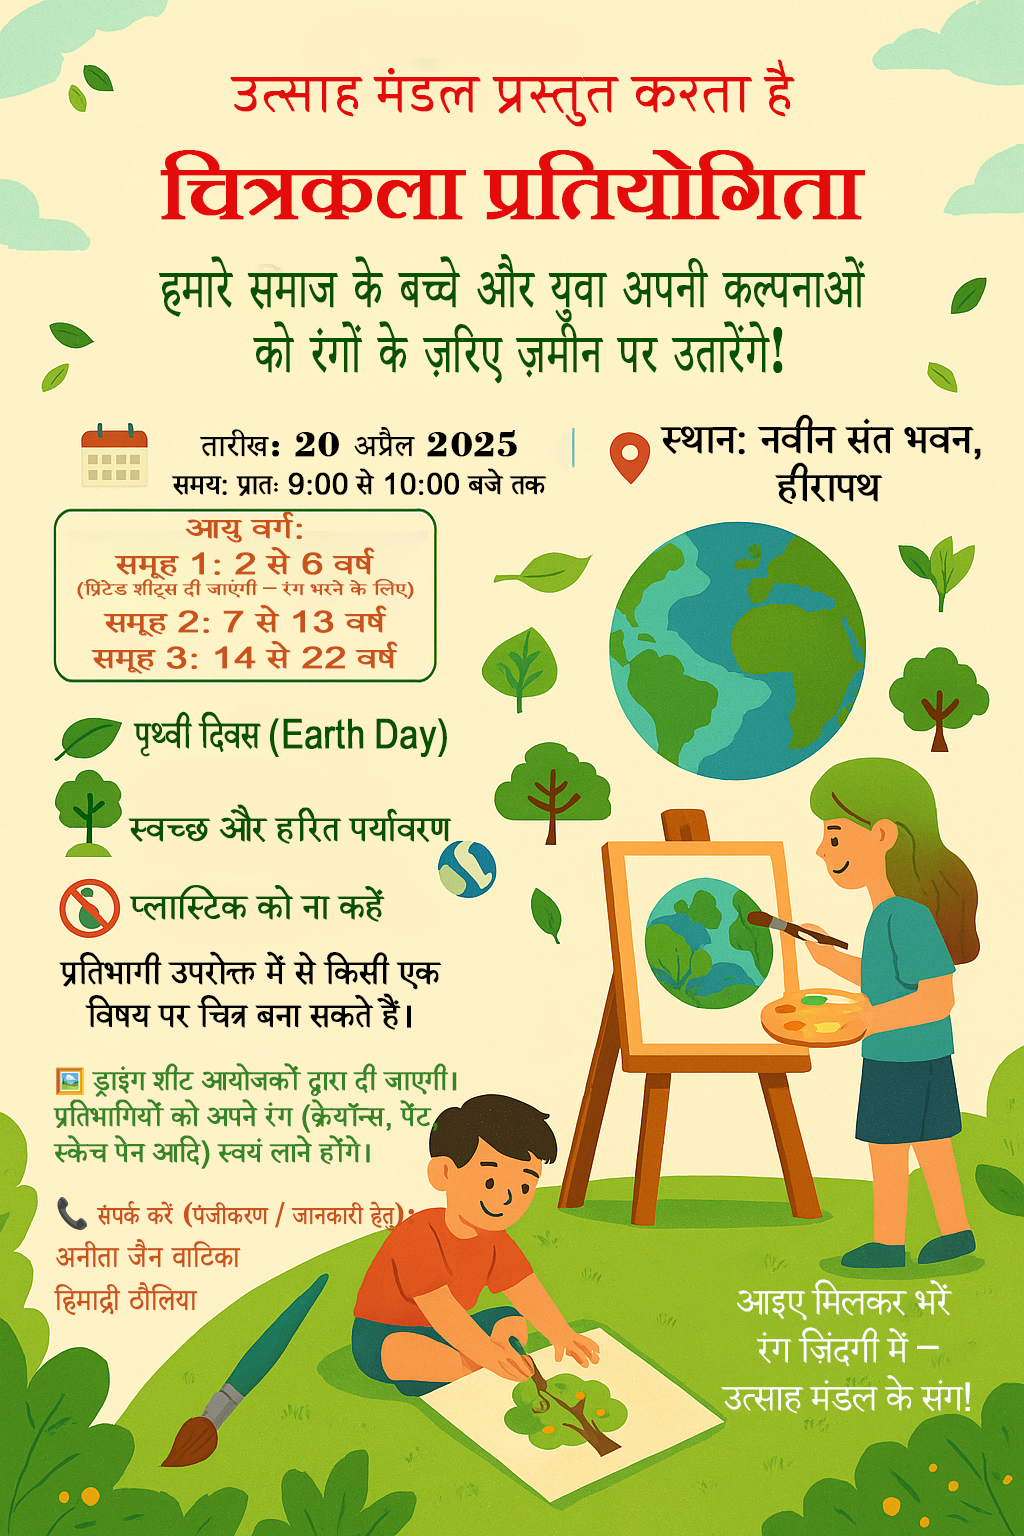 उत्साह मंडल प्रस्तुत करता है
चित्रकला प्रतियोगिता
हमारे समाज के बच्चे और युवा अपनी कल्पनाओं
को रंगों के ज़रिए ज़मीन पर उतारेंगे!
तारीख: 20 अप्रैल 2025
समय: प्रातः 9:00 से 10:00 बजे तक
स्थान: नवीन संत भवन,
हीरापथ
आयु वर्ग:
समूह 1: 2 से 6 वर्ष
(प्रिंटेड शीट्स दी जाएंगी – रंग भरने के लिए)
समूह 2: 7 से 13 वर्ष
समूह 3: 14 से 22 वर्ष
पृथ्वी दिवस (Earth Day)
स्वच्छ और हरित पर्यावरण
प्लास्टिक को ना कहें
प्रतिभागी उपरोक्त में से किसी एक
विषय पर चित्र बना सकते हैं।
ड्राइंग शीट आयोजकों द्वारा दी जाएगी।
प्रतिभागियों को अपने रंग (क्रेयॉन्स, पेंट,
स्केच पेन आदि) स्वयं लाने होंगे।
संपर्क करें (पंजीकरण / जानकारी हेतु):
अनीता जैन वाटिका
हिमाद्री ठौलिया
आइए मिलकर भरें
रंग ज़िंदगी में –
उत्साह मंडल के संग!